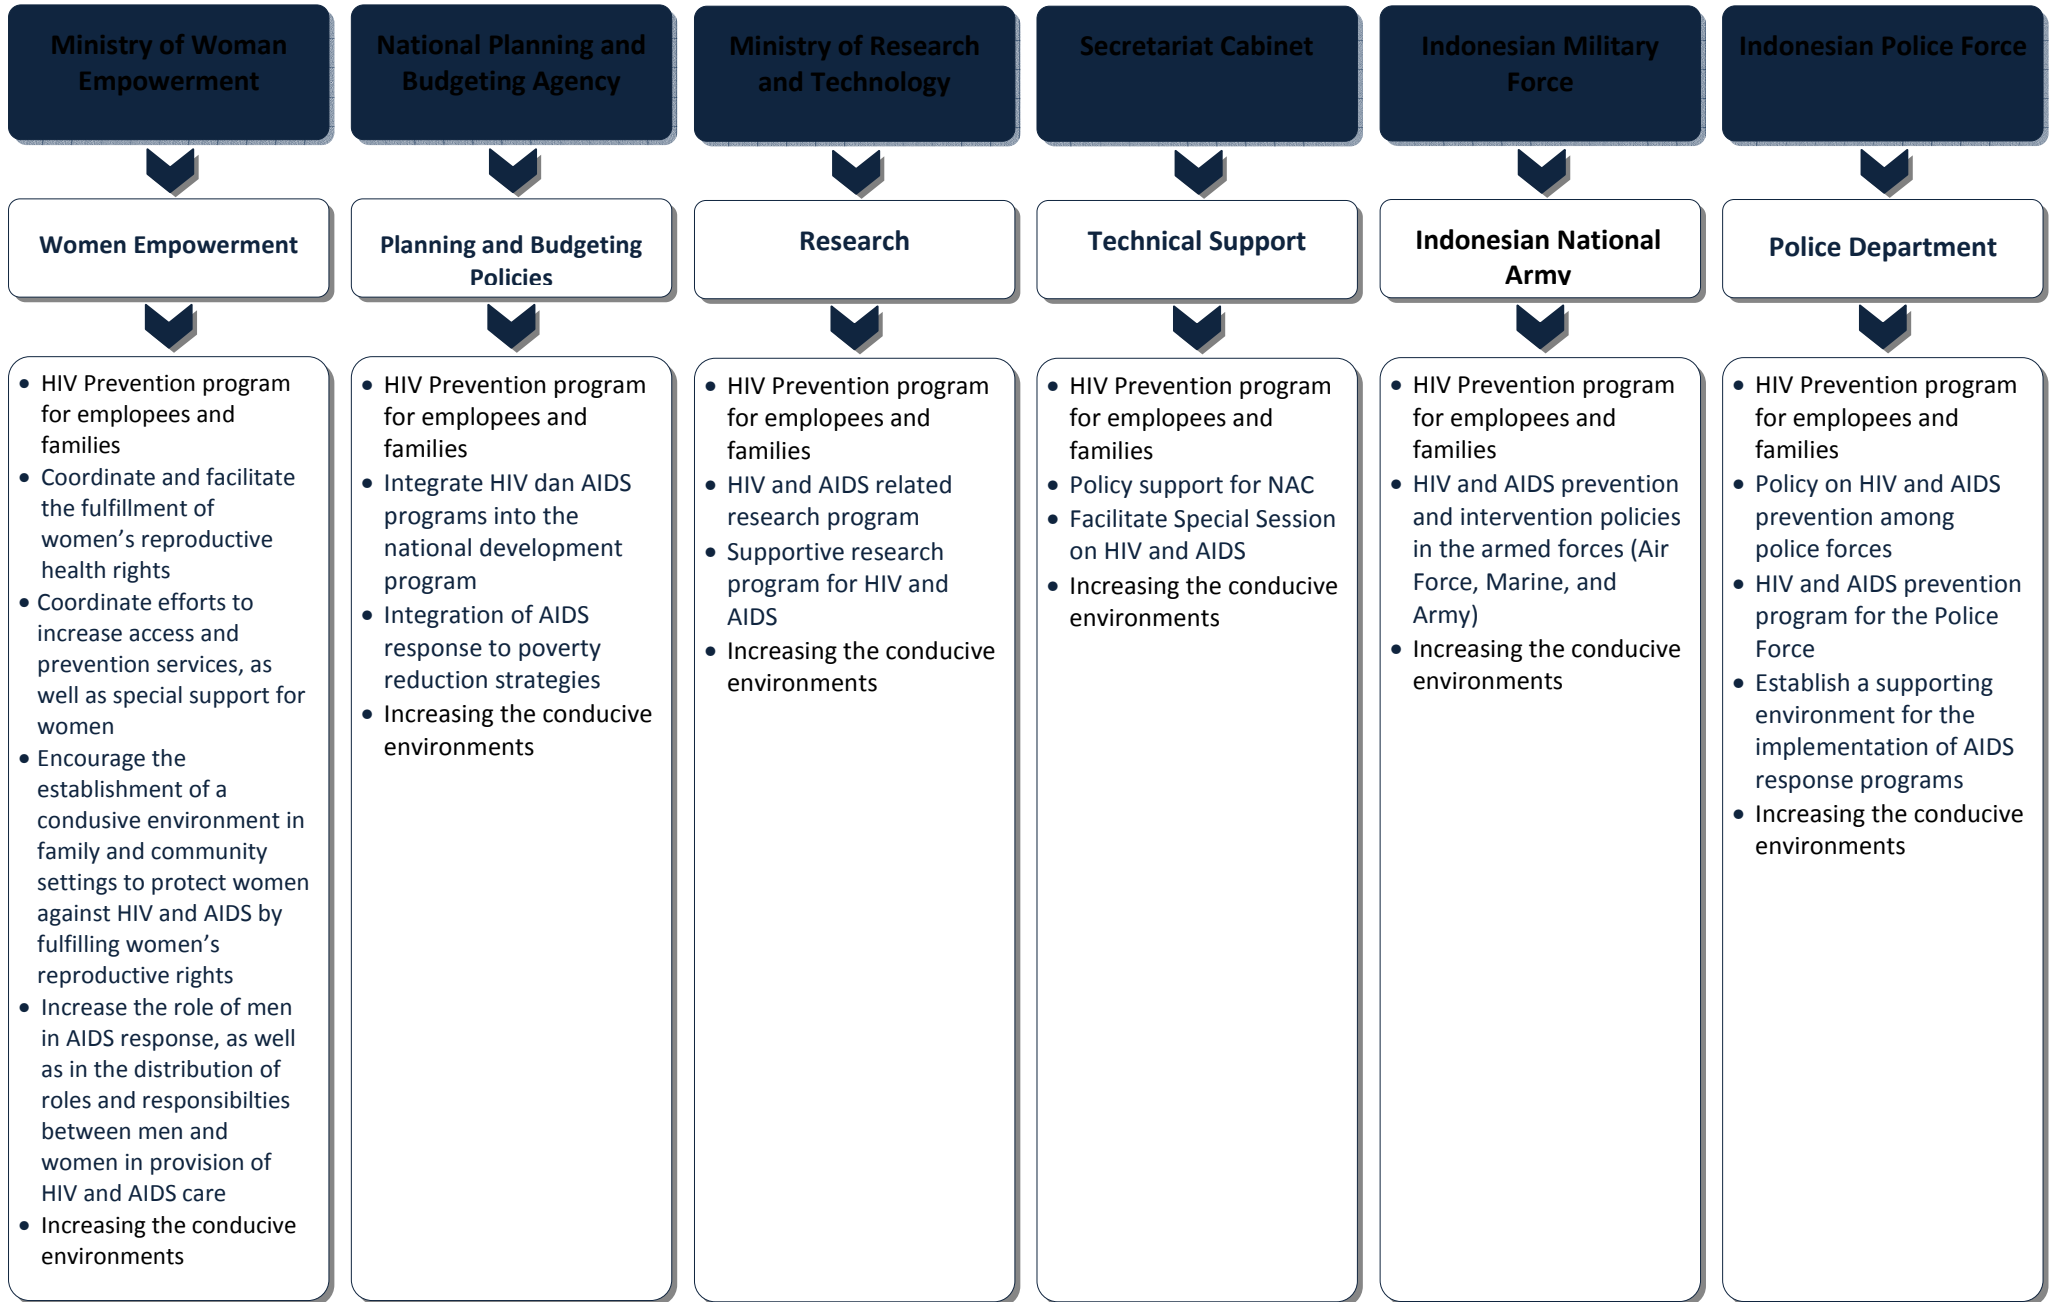 Ministry of Woman
Empowerment
National Planning and
Budgeting Agency
Ministry of Research
and Technology
Secretariat Cabinet
Indonesian Military
Force
Indonesian Police Force
Women Empowerment
Planning and Budgeting
Policies
Research
Technical Support
Indonesian National
Army
Police Department
• HIV Prevention program
for employees and
families
• Coordinate and facilitate
the fulfillment of
women’s reproductive
health rights
• Coordinate efforts to
increase access and
prevention services, as
well as special support for
women
• Encourage the
establishment of a
condusive environment in
family and community
settings to protect women
against HIV and AIDS by
fulfilling women’s
reproductive rights
• Increase the role of men
in AIDS response, as well
as in the distribution of
roles and responsibilties
between men and
women in provision of
HIV and AIDS care
• Increasing the conducive
environments
• HIV Prevention program
for employees and
families
• Integrate HIV dan AIDS
programs into the
national development
program
• Integration of AIDS
response to poverty
reduction strategies
• Increasing the conducive
environments
• HIV Prevention program
for employees and
families
• HIV and AIDS related
research program
• Supportive research
program for HIV and
AIDS
• Increasing the conducive
environments
• HIV Prevention program
for employees and
families
• Policy support for NAC
• Facilitate Special Session
on HIV and AIDS
• Increasing the conducive
environments
• HIV Prevention program
for employees and
families
• HIV and AIDS prevention
and intervention policies
in the armed forces (Air
Force, Marine, and
Army)
• Increasing the conducive
environments
• HIV Prevention program
for employees and
families
• Policy on HIV and AIDS
prevention among
police forces
• HIV and AIDS prevention
program for the Police
Force
• Establish a supporting
environment for the
implementation of AIDS
response programs
• Increasing the conducive
environments